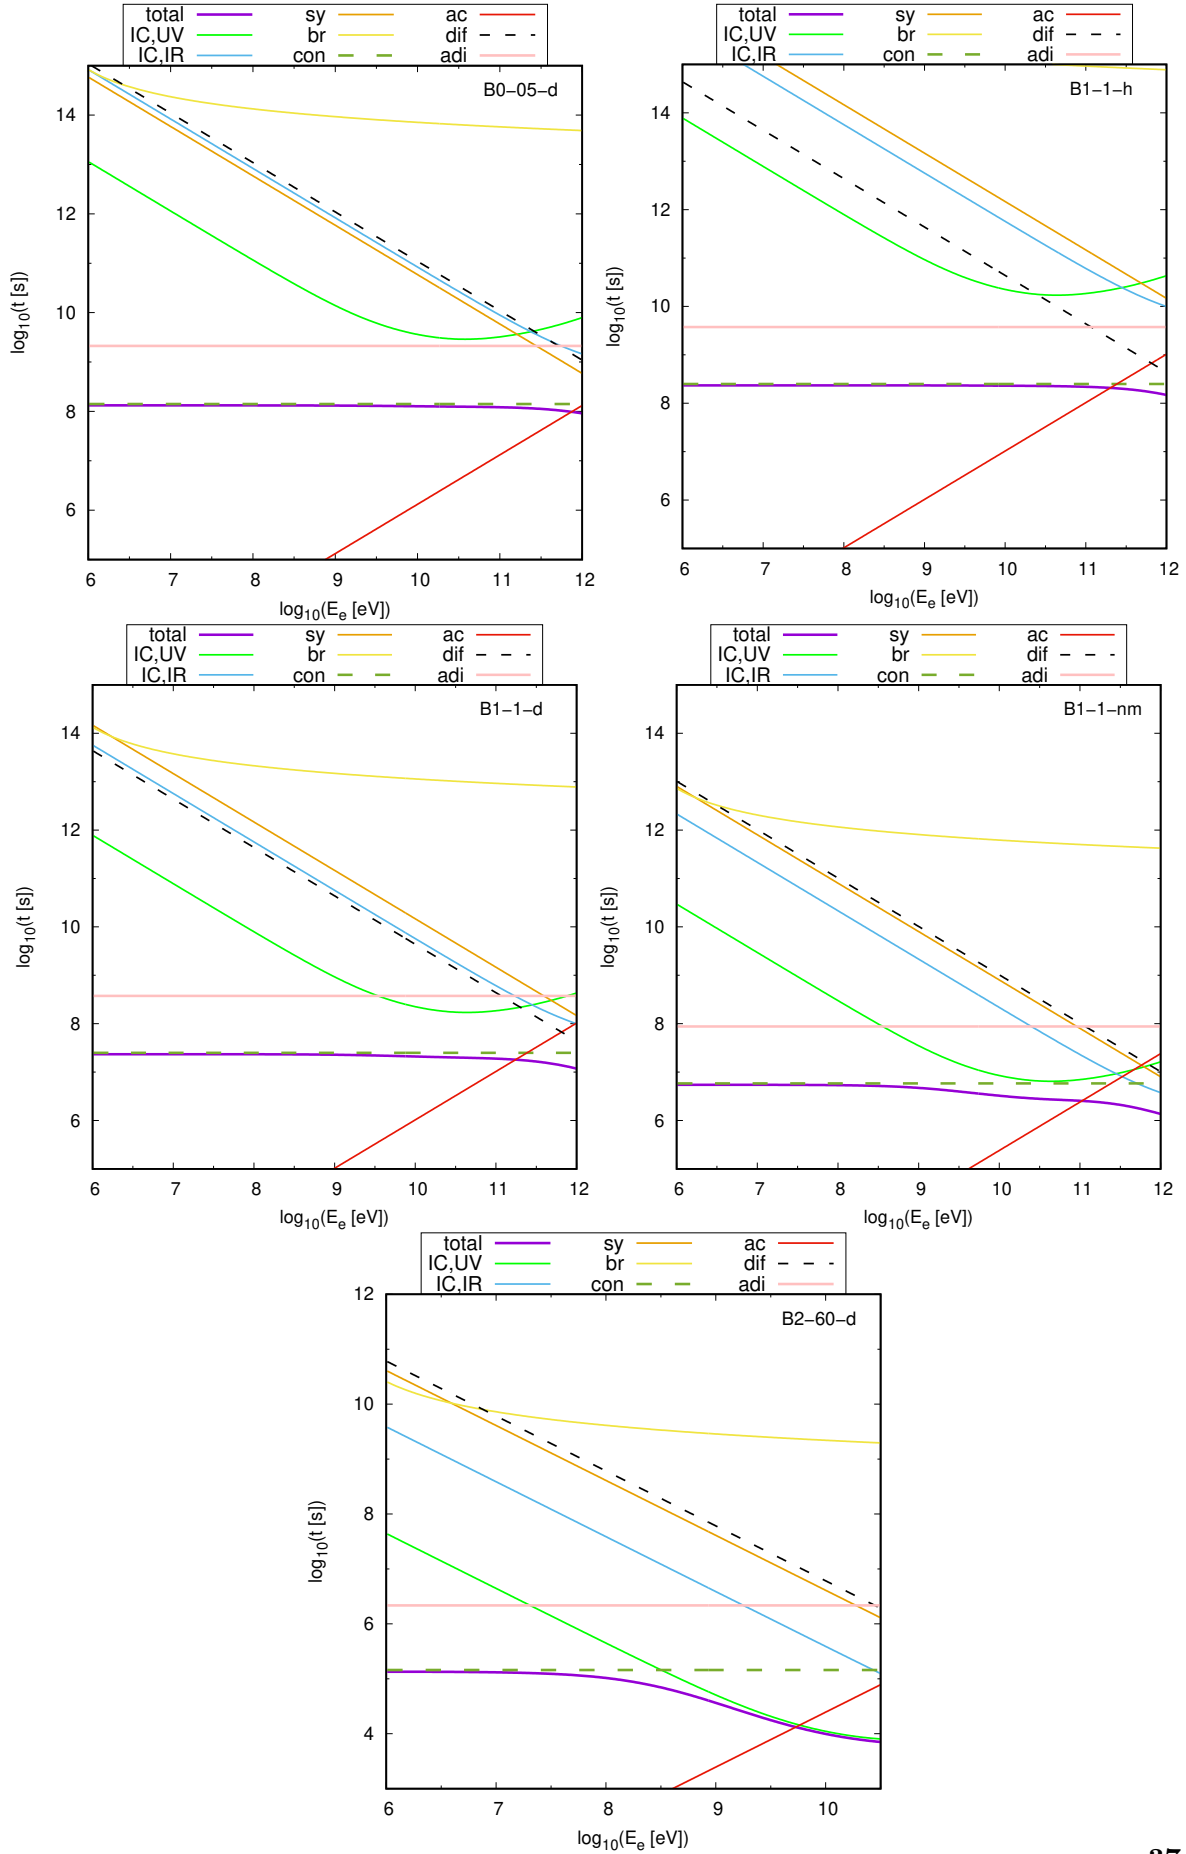 total sy ac
IC,UV br dif
IC,IR con adi
B0−05−d
14
12
10
8
6
log10(t [s])
6 7 8 9 10 11 12
log10(Ee [eV])
total sy ac
IC,UV br dif
IC,IR con adi
B1−1−h
14
12
10
8
6
log10(t [s])
6 7 8 9 10 11 12
log10(Ee [eV])
total sy ac
IC,UV br dif
IC,IR con adi
B1−1−d
14
12
10
8
6
log10(t [s])
6 7 8 9 10 11 12
log10(Ee [eV])
total sy ac
IC,UV br dif
IC,IR con adi
B1−1−nm
14
12
10
8
6
log10(t [s])
6 7 8 9 10 11 12
log10(Ee [eV])
total sy ac
IC,UV br dif
IC,IR con adi
B2−60−d
12
10
8
6
4
log10(t [s])
6 7 8 9 10
log10(Ee [eV])